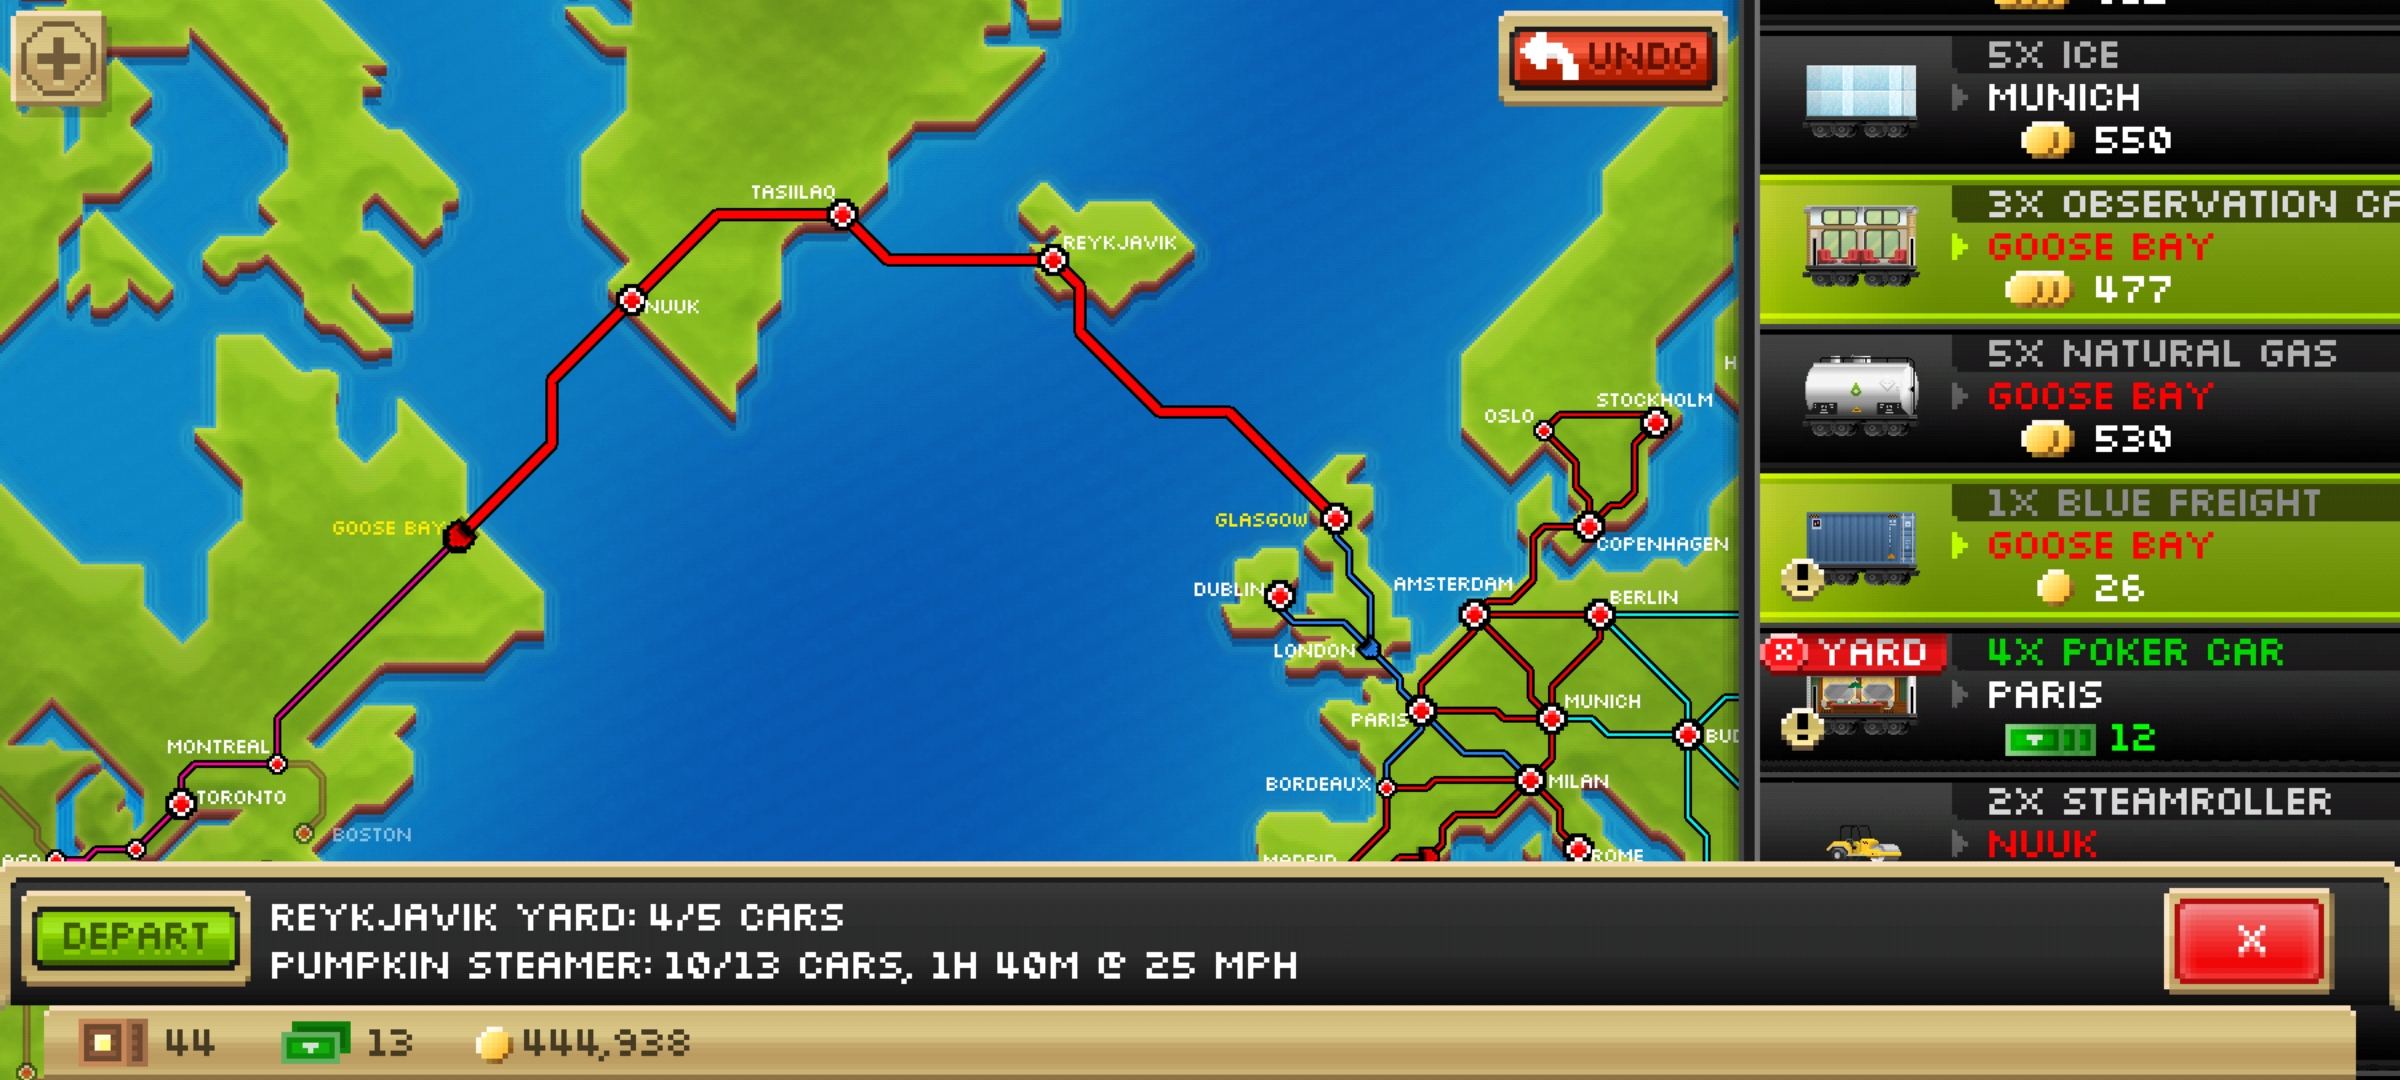 UNDO
TASIILAQ
REYKJAVIK
NUUK
STOCKHOLM
OSLO
GOOSE BAY
GLASGOW
COPENHAGEN
DUBLIN
AMSTERDAM
BERLIN
LONDON
MUNICH
PARIS
MONTREAL
BORDEAUX
MILAN
TORONTO
BOSTON
MADRID
ROME
5X ICE
MUNICH
550
3X OBSERVATION CA
GOOSE BAY
477
5X NATURAL GAS
GOOSE BAY
530
1X BLUE FREIGHT
GOOSE BAY
26
YARD
4X POKER CAR
PARIS
12
2X STEAMROLLER
NUUK
DEPART
REYKJAVIK YARD: 4/5 CARS
PUMPKIN STEAMER: 10/13 CARS, 1H 40M @ 25 MPH
X
44
13
444,938